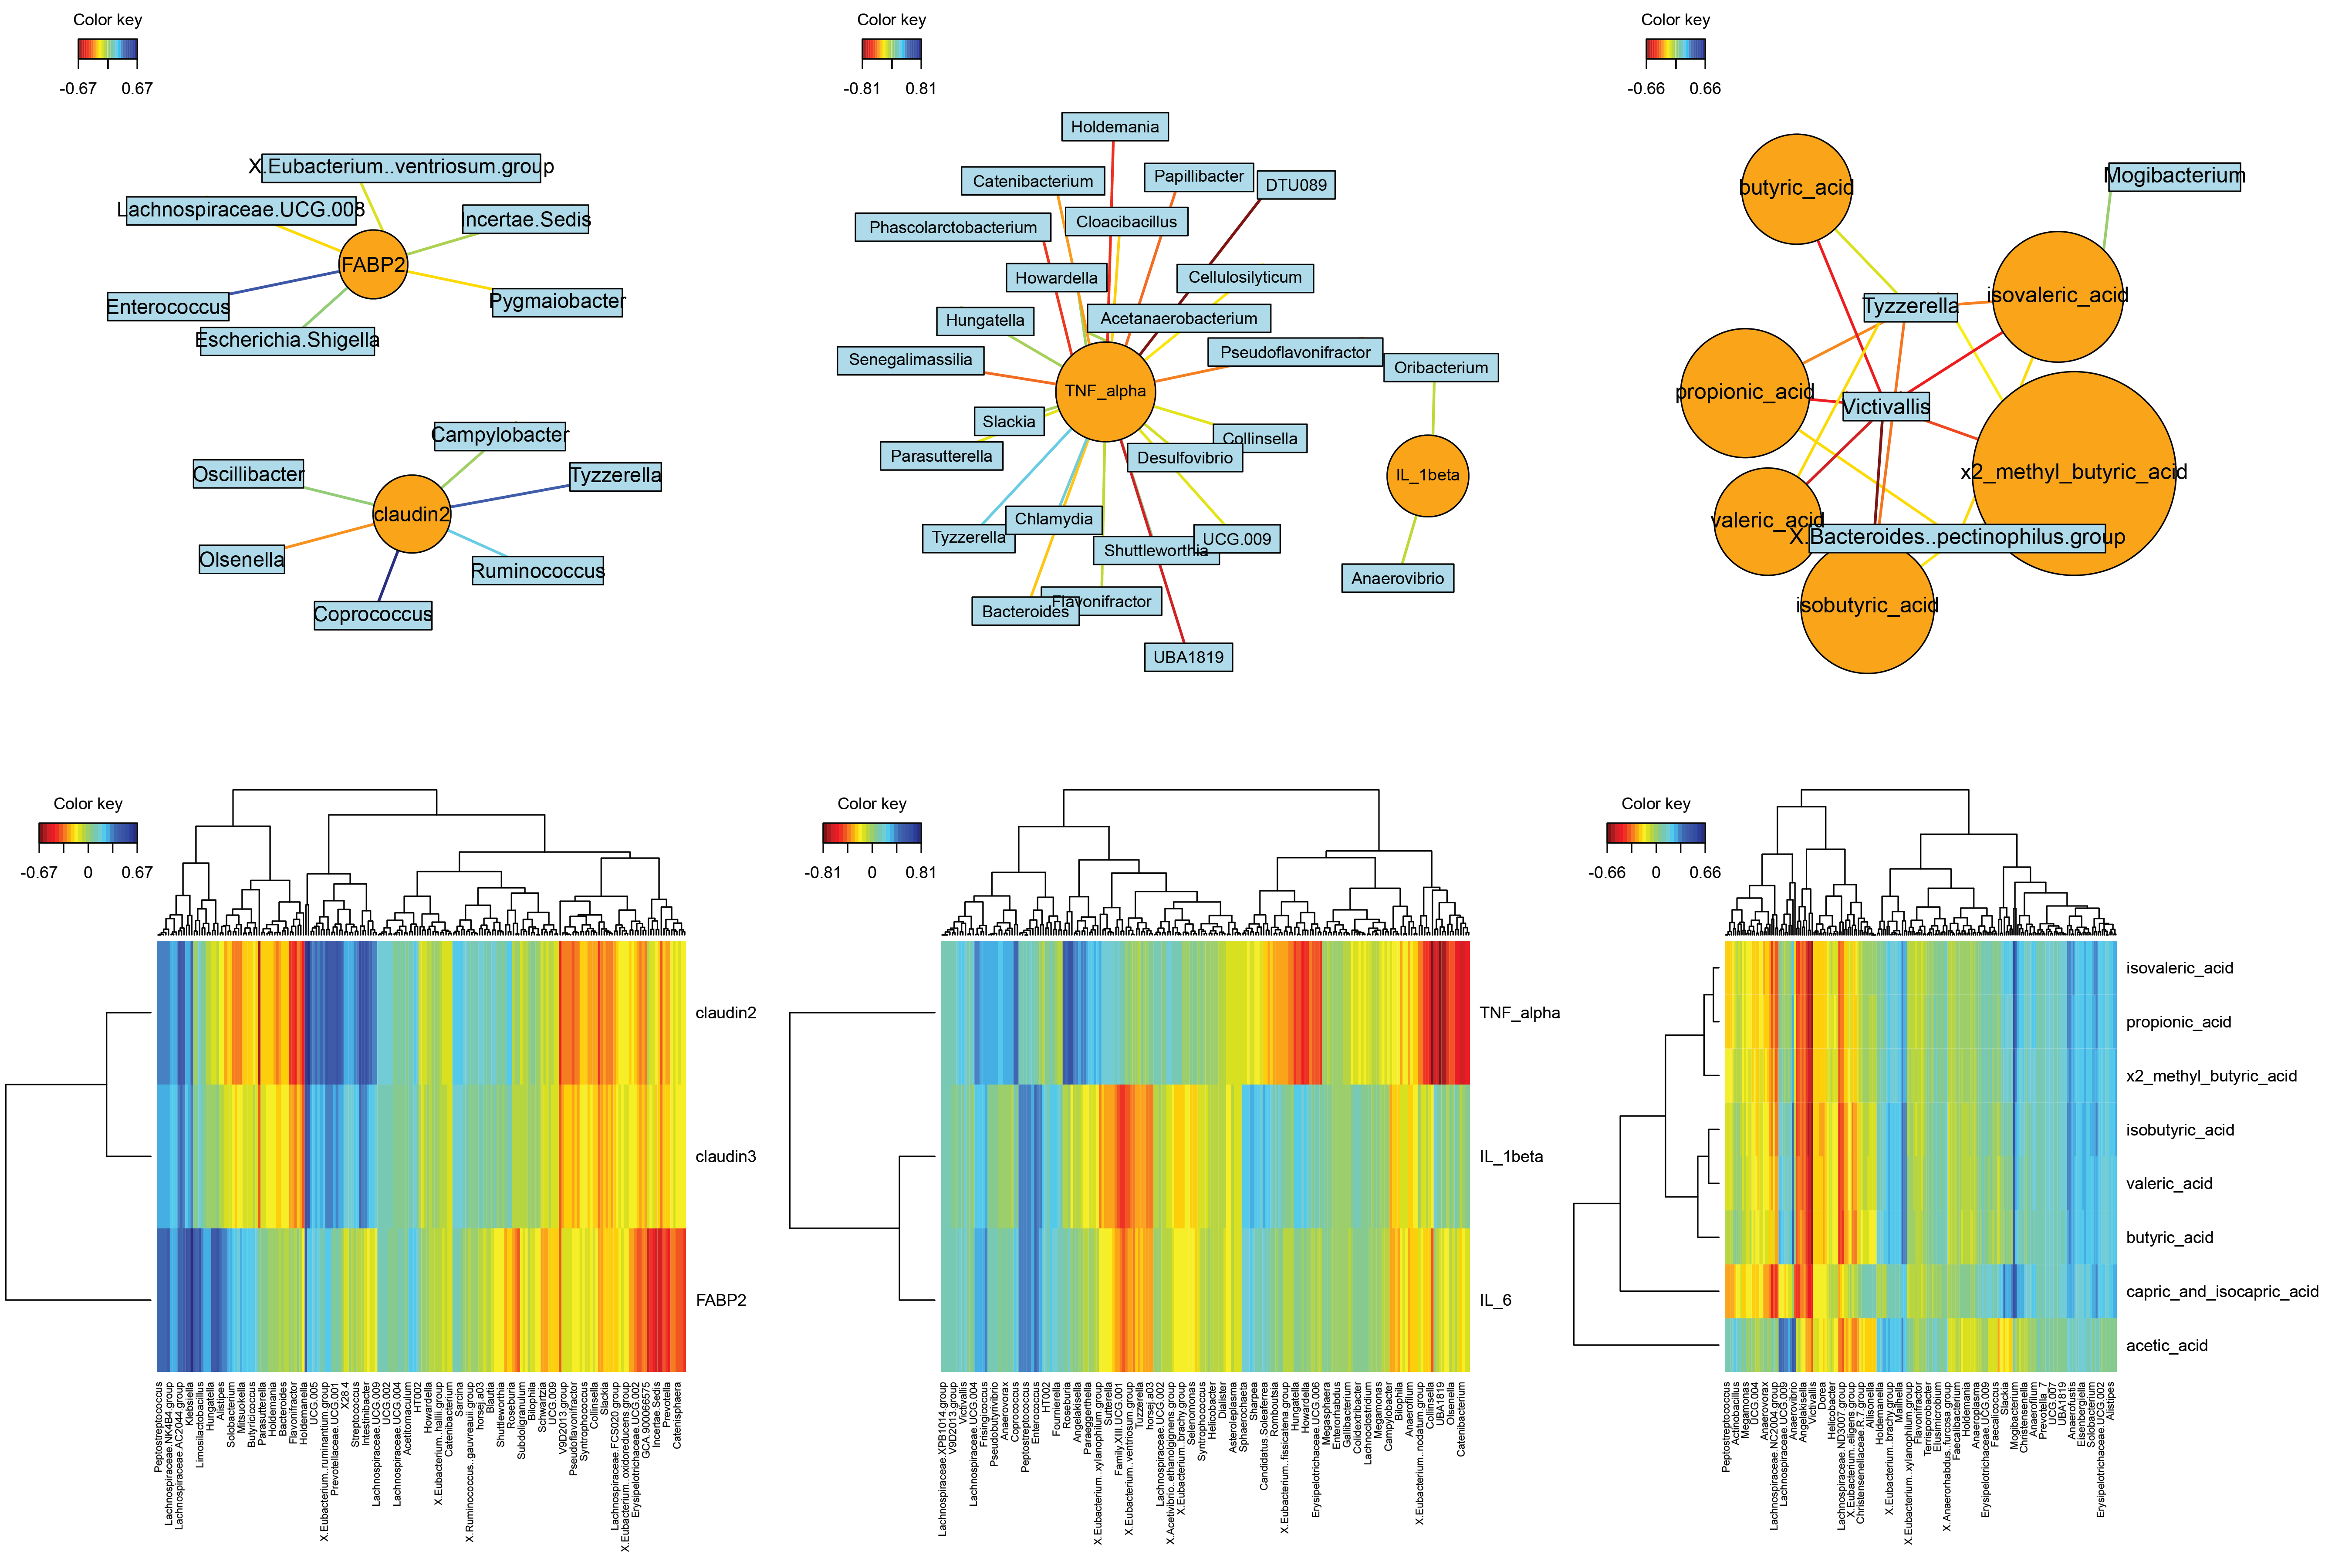 Color key
-0.67 0.67
X.Eubacterium..ventriosum.group
Lachnospiraceae.UCG.008
Incertae.Sedis
FABP2
Enterococcus
Pygmaiobacter
Escherichia.Shigella
Campylobacter
Oscillibacter
Tyzzerella
claudin2
Olsenella
Ruminococcus
Coprococcus
Color key
-0.81 0.81
Holdemania
Catenibacterium
Papillibacter
DTU089
Phascolarctobacterium
Cloacibacillus
Howardella
Cellulosilyticum
Hungatella
Acetanaerobacterium
Senegalimassilia
Pseudoflavonifractor
Oribacterium
TNF_alpha
Slackia
Collinsella
Parasutterella
Desulfovibrio
IL_1beta
Chlamydia
Tyzzerella
Shuttleworthia
UCG.009
Anaerovibrio
Bacteroides
Flavonifractor
UBA1819
Color key
-0.66 0.66
butyric_acid
Mogibacterium
isovaleric_acid
Tyzzerella
propionic_acid
Victivallis
x2_methyl_butyric_acid
valeric_acid
X.Bacteroides..pectinophilus.group
isobutyric_acid
Color key
-0.67 0 0.67
claudin2
claudin3
FABP2
Peptostreptococcus
Lachnospiraceae.NK4B4.group
Lachnospiraceae.AC2044.group
Klebsiella
Limosilactobacillus
Hungatella
Alistipes
Solobacterium
Mitsuokella
Butyricicoccus
Parasutterella
Holdemania
Bacteroides
Flavonifractor
Holdemanella
UCG.005
X.Eubacterium..ruminantium.group
Prevotellaceae.UCG.001
X28.4
Streptococcus
Intestinibacter
Lachnospiraceae.UCG.009
UCG.002
Lachnospiraceae.UCG.004
Acetitomaculum
HT002
Howardella
X.Eubacterium..hallii.group
Catenibacterium
Sarcina
X.Ruminococcus..gauvreauii.group
horsej.a03
Blautia
Shuttleworthia
Roseburia
Subdoligranulum
Bilophila
Schwartzia
UCG.009
V9D2013.group
Pseudoflavonifractor
Syntrophococcus
Collinsella
Slackia
Lachnospiraceae.FCS020.group
X.Eubacterium..oxidoreducens.group
Erysipelotrichaceae.UCG.002
GCA.900066575
Incertae.Sedis
Prevotella
Catenisphaera
Color key
-0.81 0 0.81
TNF_alpha
IL_1beta
IL_6
Lachnospiraceae.XPB1014.group
V9D2013.group
Victivallis
Lachnospiraceae.UCG.004
Frisingicoccus
Pseudobutyrivibrio
Anaerovorax
Coprococcus
Peptostreptococcus
Enterococcus
HT002
Fournierella
Roseburia
Angelakisella
Paraeggerthella
X.Eubacterium..xylanophilum.group
Sutterella
Family.XIII.UCG.001
X.Eubacterium..ventriosum.group
Tyzzerella
horsej.a03
Lachnospiraceae.UCG.002
X.Acetivibrio..ethanolgignens.group
X.Eubacterium..brachy.group
Selenomonas
Syntrophococcus
Helicobacter
Dialister
Asteroleplasma
Sphaerochaeta
Sharpea
Candidatus.Soleaferrea
Romboutsia
X.Eubacterium..fissicatena.group
Hungatella
Howardella
Erysipelotrichaceae.UCG.006
Megasphaera
Enterorhabdus
Gallibacterium
Colidextribacter
Lachnoclostridium
Megamonas
Campylobacter
Bilophila
Anaerofilum
X.Eubacterium..nodatum.group
Collinsella
UBA1819
Olsenella
Catenibacterium
Color key
-0.66 0 0.66
isovaleric_acid
propionic_acid
x2_methyl_butyric_acid
isobutyric_acid
valeric_acid
butyric_acid
capric_and_isocapric_acid
acetic_acid
Peptostreptococcus
Actinobacillus
Megamonas
UCG.004
Anaerovorax
Lachnospiraceae.NC2004.group
Lachnospiraceae.UCG.009
Anaerovibrio
Angelakisella
Victivallis
Dorea
Helicobacter
Lachnospiraceae.ND3007.group
X.Eubacterium..eligens.group
Christensenellaceae.R.7.group
Allisonella
Holdemanella
X.Eubacterium..brachy.group
Mailhella
X.Eubacterium..xylanophilum.group
Flavonifractor
Terrisporobacter
Elusimicrobium
X.Anaerorhabdus..furcosa.group
Faecalibacterium
Holdemania
Anaeroplasma
Erysipelotrichaceae.UCG.009
Faecalicoccus
Slackia
Mogibacterium
Christensenella
Anaerofilum
Prevotella_7
UCG.007
UBA1819
Anaerofustis
Eisenbergiella
Solobacterium
Erysipelotrichaceae.UCG.002
Alistipes